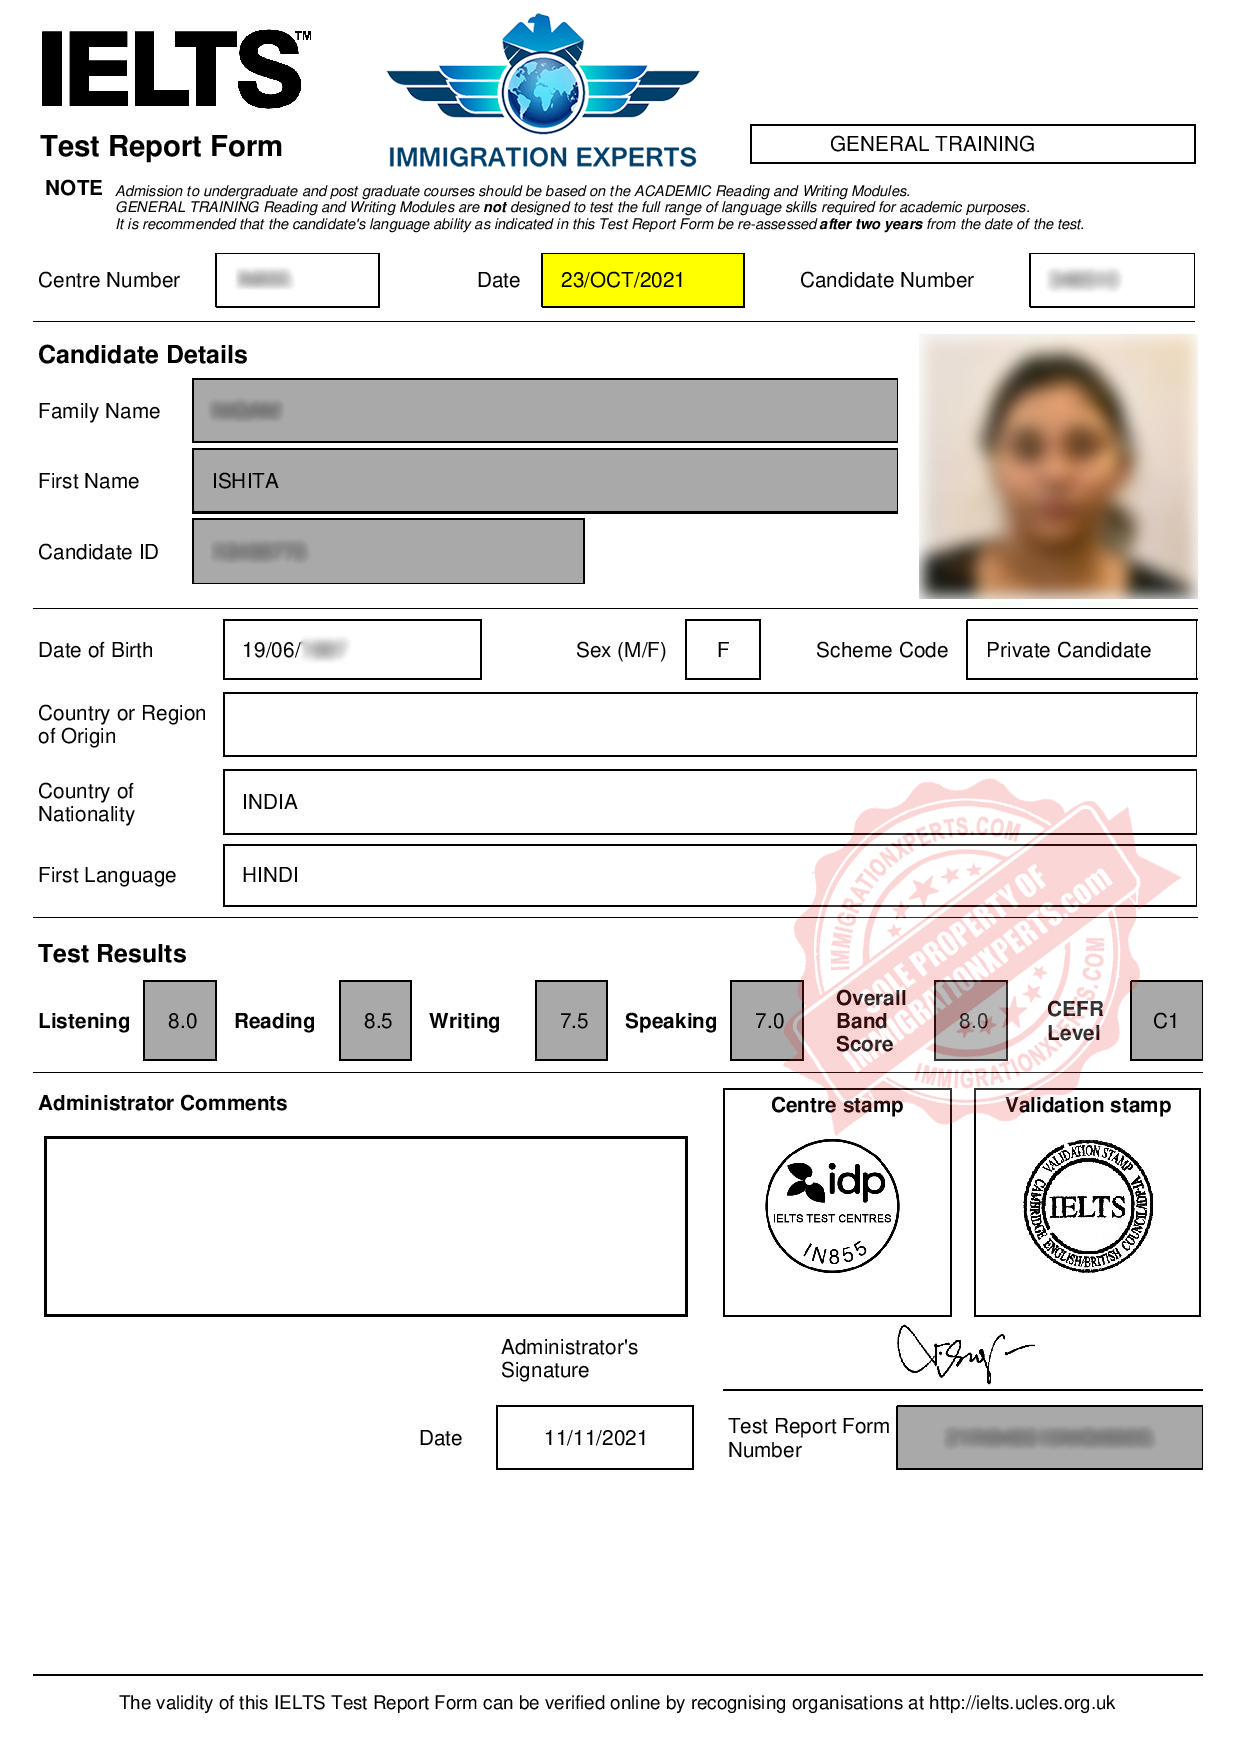 IELTS™
IMMIGRATION EXPERTS
Test Report Form
GENERAL TRAINING
NOTE Admission to undergraduate and post graduate courses should be based on the ACADEMIC Reading and Writing Modules.
GENERAL TRAINING Reading and Writing Modules are not designed to test the full range of language skills required for academic purposes.
It is recommended that the candidate's language ability as indicated in this Test Report Form be re-assessed after two years from the date of the test.
Centre Number Date 23/OCT/2021 Candidate Number
Candidate Details
Family Name
First Name ISHITA
Candidate ID
Date of Birth 19/06/ Sex (M/F) F Scheme Code Private Candidate
Country or Region
of Origin
Country of
Nationality INDIA
First Language HINDI
IMMIGRATIONXPERTS.COM
SOLE PROPERTY OF
IMMIGRATIONXPERTS.com
IMMIGRATIONXPERTS.COM
Test Results
Listening 8.0 Reading 8.5 Writing 7.5 Speaking 7.0 Overall Band Score 8.0 CEFR Level C1
Administrator Comments
Centre stamp
Validation stamp
idp
IELTS TEST CENTRES
IN855
VALIDATION STAMP
IELTS
CAMBRIDGE ENGLISH/BRITISH COUNCIL/IDP:IA
Administrator's
Signature
Date 11/11/2021
Test Report Form
Number
The validity of this IELTS Test Report Form can be verified online by recognising organisations at http://ielts.ucles.org.uk